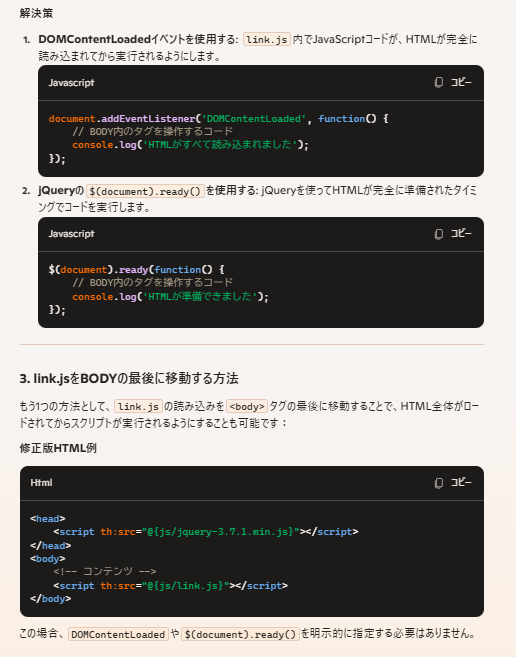 解決策
1. DOMContentLoadedイベントを使用する: link.js 内でJavaScriptコードが、HTMLが完全に
読み込まれてから実行されるようにします。
Javascript コピー
document.addEventListener('DOMContentLoaded', function() {
    // BODY内のタグを操作するコード
    console.log('HTMLがすべて読み込まれました');
});
2. jQueryの $(document).ready() を使用する: jQueryを使ってHTMLが完全に準備されたタイミ
ングでコードを実行します。
Javascript コピー
$(document).ready(function() {
    // BODY内のタグを操作するコード
    console.log('HTMLが準備できました');
});
3. link.jsをBODYの最後に移動する方法
もう1つの方法として、 link.js の読み込みを <body> タグの最後に移動することで、HTML全体がロー
ドされてからスクリプトが実行されるようにすることも可能です：
修正版HTML例
Html コピー
<head>
    <script th:src="@{js/jquery-3.7.1.min.js}"></script>
</head>
<body>
    <!-- コンテンツ -->
    <script th:src="@{js/link.js}"></script>
</body>
この場合、 DOMContentLoaded や $(document).ready() を明示的に指定する必要はありません。